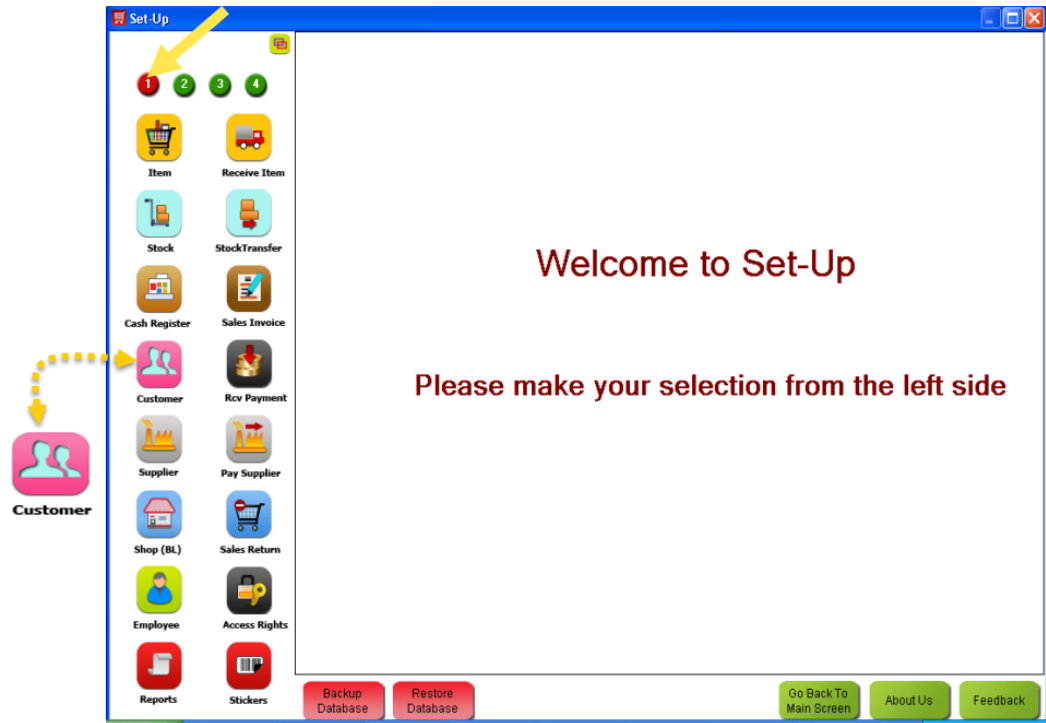 Set-Up
1 2 3 4
Item Receive Item
Stock StockTransfer
Cash Register Sales Invoice
Customer Rcv Payment
Supplier Pay Supplier
Customer
Shop (BL) Sales Return
Employee Access Rights
Reports Stickers
Welcome to Set-Up
Please make your selection from the left side
Backup
Database
Restore
Database
Go Back To
Main Screen
About Us
Feedback